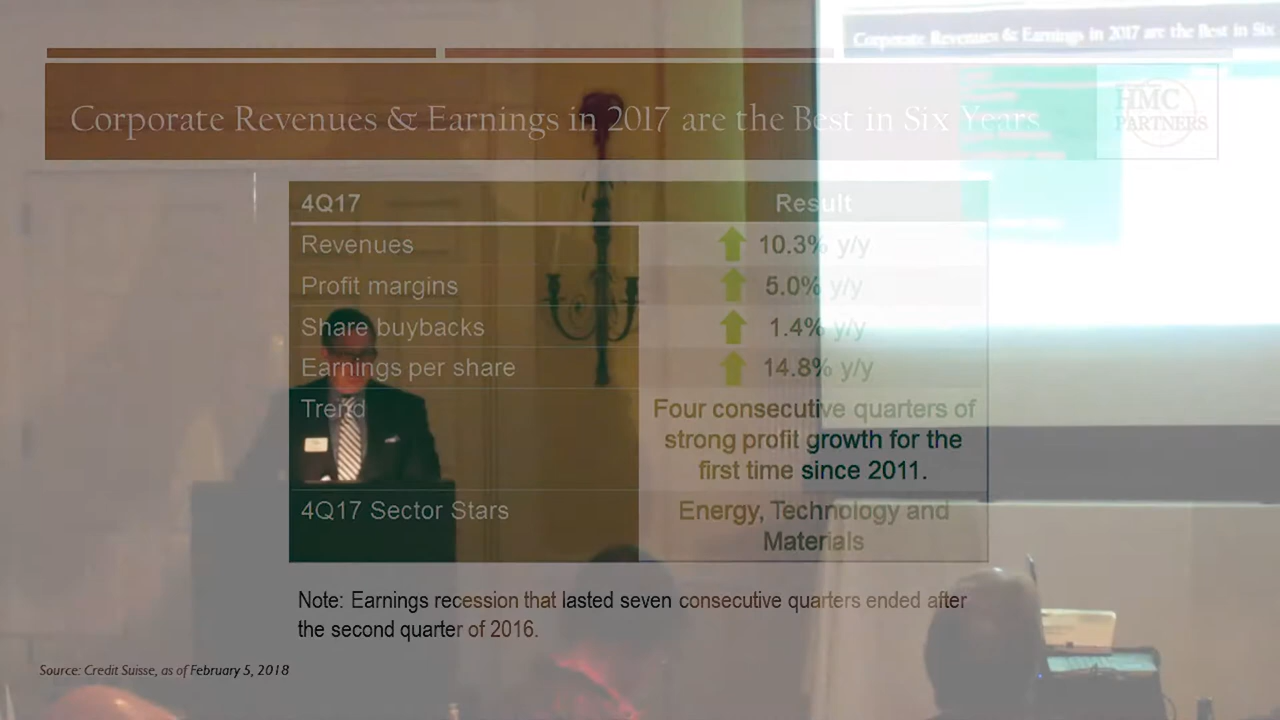 Corporate Revenues & Earnings in 2017 are the Best in Six
Corporate Revenues & Earnings in 2017 are the Best in Six Years
HMC
PARTNERS
4Q17 Result
Revenues 10.3% y/y
Profit margins 5.0% y/y
Share buybacks 1.4% y/y
Earnings per share 14.8% y/y
Trend Four consecutive quarters of
strong profit growth for the
first time since 2011.
4Q17 Sector Stars Energy, Technology and
Materials
Note: Earnings recession that lasted seven consecutive quarters ended after
the second quarter of 2016.
Source: Credit Suisse, as of February 5, 2018